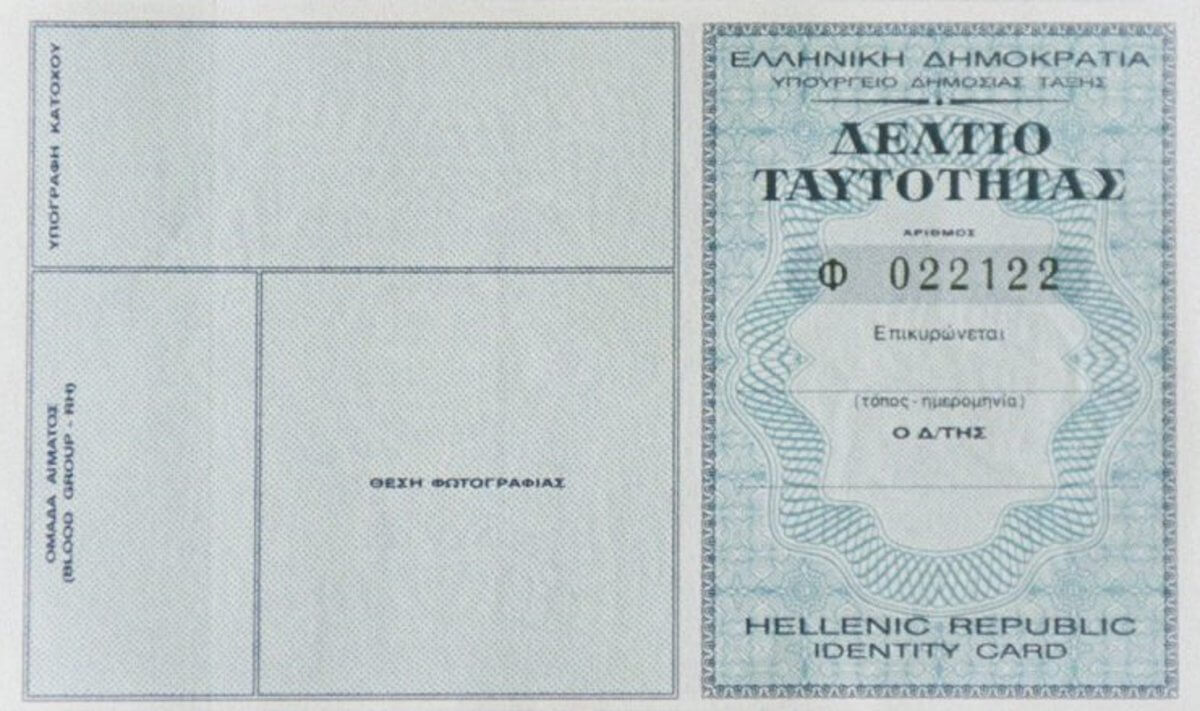 ΥΠΟΓΡΑΦΗ ΚΑΤΟΧΟΥ
ΟΜΑΔΑ ΑΙΜΑΤΟΣ
(BLOOD GROUP - RH)
ΘΕΣΗ ΦΩΤΟΓΡΑΦΙΑΣ
ΕΛΛΗΝΙΚΗ ΔΗΜΟΚΡΑΤΙΑ
ΥΠΟΥΡΓΕΙΟ ΔΗΜΟΣΙΑΣ ΤΑΞΗΣ
ΔΕΛΤΙΟ
ΤΑΥΤΟΤΗΤΑΣ
ΑΡΙΘΜΟΣ
Φ 022122
Επικυρώνεται
(τόπος - ημερομηνία)
Ο Δ/ΤΗΣ
HELLENIC REPUBLIC
IDENTITY CARD